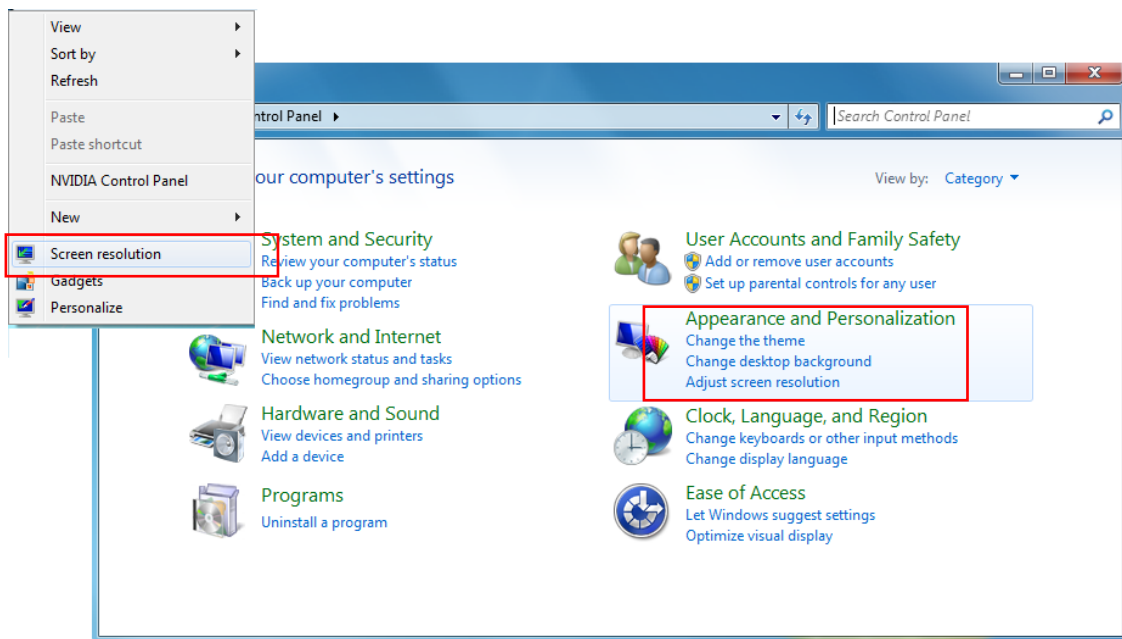 View
Sort by
Refresh
Paste
Paste shortcut
NVIDIA Control Panel
New
Screen resolution
Gadgets
Personalize
ntrol Panel
Search Control Panel
our computer's settings
View by: Category
System and Security
Review your computer's status
Back up your computer
Find and fix problems
Network and Internet
View network status and tasks
Choose homegroup and sharing options
Hardware and Sound
View devices and printers
Add a device
Programs
Uninstall a program
User Accounts and Family Safety
Add or remove user accounts
Set up parental controls for any user
Appearance and Personalization
Change the theme
Change desktop background
Adjust screen resolution
Clock, Language, and Region
Change keyboards or other input methods
Change display language
Ease of Access
Let Windows suggest settings
Optimize visual display